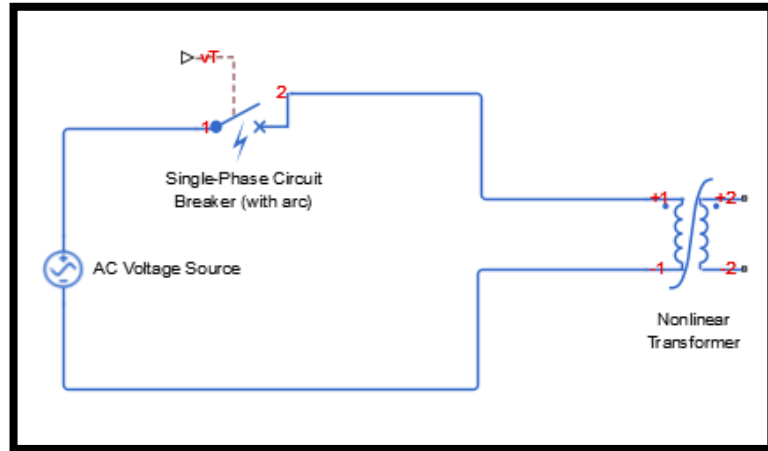 vT
2
1
Single-Phase Circuit
Breaker (with arc)
+1
+2
AC Voltage Source
-1
-2
Nonlinear
Transformer